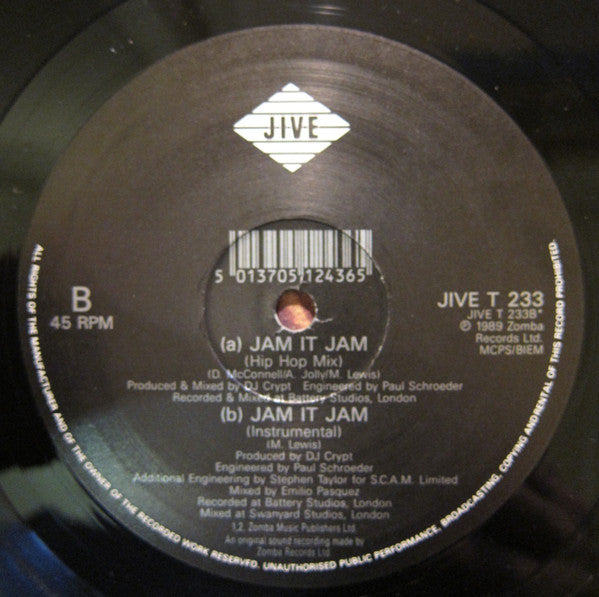 JIVE
5 013705 124365
B
45 RPM
JIVE T 233
JIVE T 233B*
℗ 1989 Zomba
Records Ltd.
MCPS/BIEM
(a) JAM IT JAM
(Hip Hop Mix)
(D. McConnell/A. Jolly/M. Lewis)
Produced & Mixed by DJ Crypt Engineered by Paul Schroeder
Recorded & Mixed at Battery Studios, London
(b) JAM IT JAM
(Instrumental)
(M. Lewis)
Produced by DJ Crypt
Engineered by Paul Schroeder
Additional Engineering by Stephen Taylor for S.C.A.M. Limited
Mixed by Emilio Pasquez
Recorded at Battery Studios, London
Mixed at Swanyard Studios, London
1,2. Zomba Music Publishers Ltd.
An original sound recording made by
Zomba Records Ltd.
ALL RIGHTS OF THE MANUFACTURER AND OF THE OWNER OF THE RECORDED WORK RESERVED. UNAUTHORISED PUBLIC PERFORMANCE, BROADCASTING, COPYING AND RENTAL OF THIS RECORD PROHIBITED.